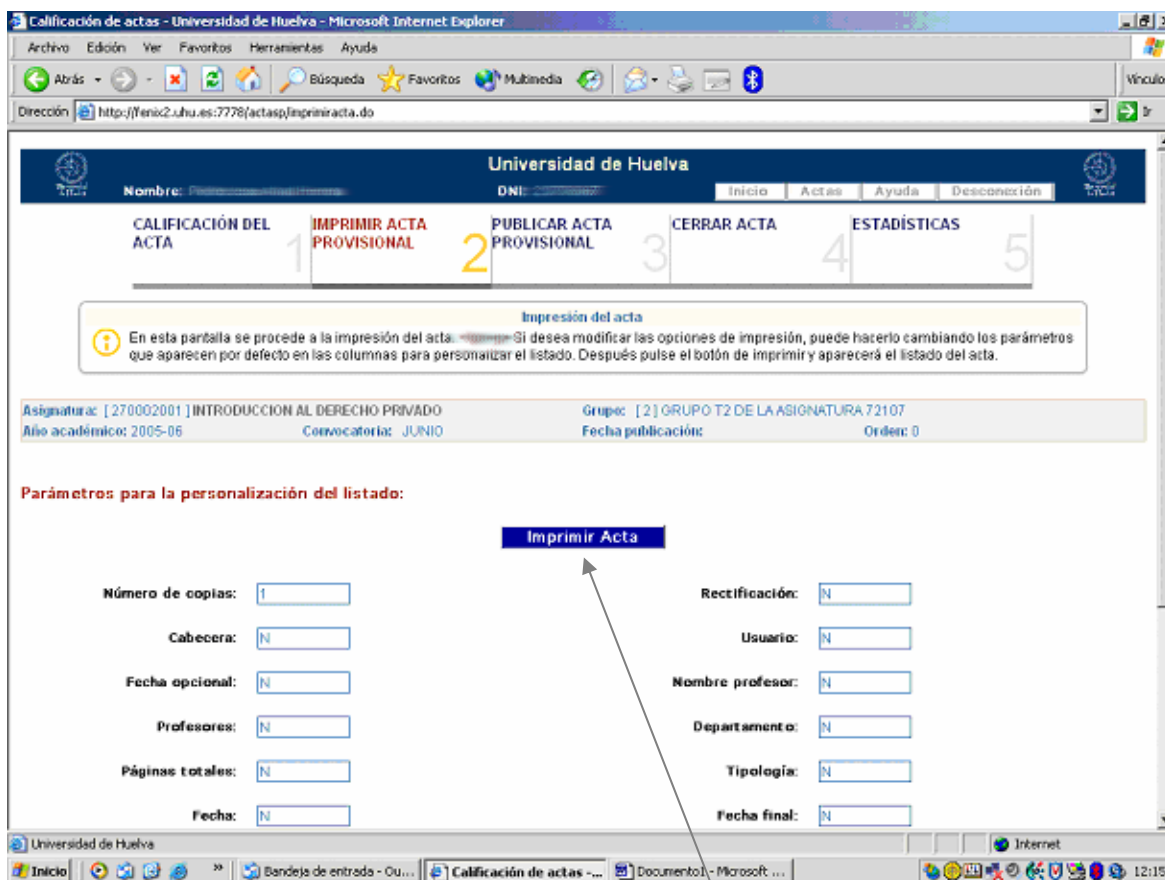 Calificación de actas - Universidad de Huelva - Microsoft Internet Explorer
Archivo Edición Ver Favoritos Herramientas Ayuda
Atrás Búsqueda Favoritos Multimedia Vínculo
Dirección http://fenix2.uhu.es:7778/actasp/imprimiracta.do Ir
Universidad de Huelva
Nombre: DNI: Inicio Actas Ayuda Desconexión
CALIFICACIÓN DEL ACTA 1 IMPRIMIR ACTA PROVISIONAL 2 PUBLICAR ACTA PROVISIONAL 3 CERRAR ACTA 4 ESTADÍSTICAS 5
Impresión del acta
En esta pantalla se procede a la impresión del acta. Si desea modificar las opciones de impresión, puede hacerlo cambiando los parámetros
que aparecen por defecto en las columnas para personalizar el listado. Después pulse el botón de imprimir y aparecerá el listado del acta.
Asignatura: [ 270002001 ] INTRODUCCION AL DERECHO PRIVADO Grupo: [ 2 ] GRUPO T2 DE LA ASIGNATURA 72107
Año académico: 2005-06 Convocatoria: JUNIO Fecha publicación: Orden: 0
Parámetros para la personalización del listado:
Imprimir Acta
Número de copias: 1 Rectificación: N
Cabecera: N Usuario: N
Fecha opcional: N Nombre profesor: N
Profesores: N Departamento: N
Páginas totales: N Tipología: N
Fecha: N Fecha final: N
Universidad de Huelva Internet
Inicio » Bandeja de entrada - Ou... Calificación de actas -... Documento1 - Microsoft ... 12:15